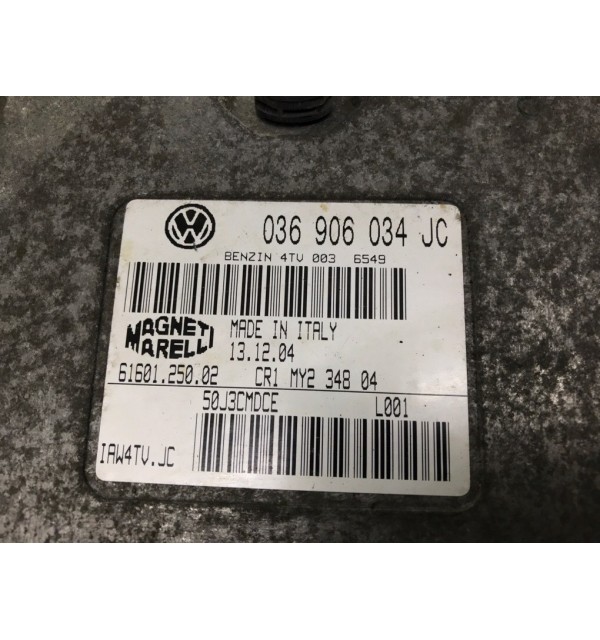 036 906 034 JC
BENZIN 4TV 003 6549
MAGNETI
MARELLI
MADE IN ITALY
13.12.04
61601.250.02 CR1 MY2 348 04
50J3CMDCE L001
IAW4TV.JC